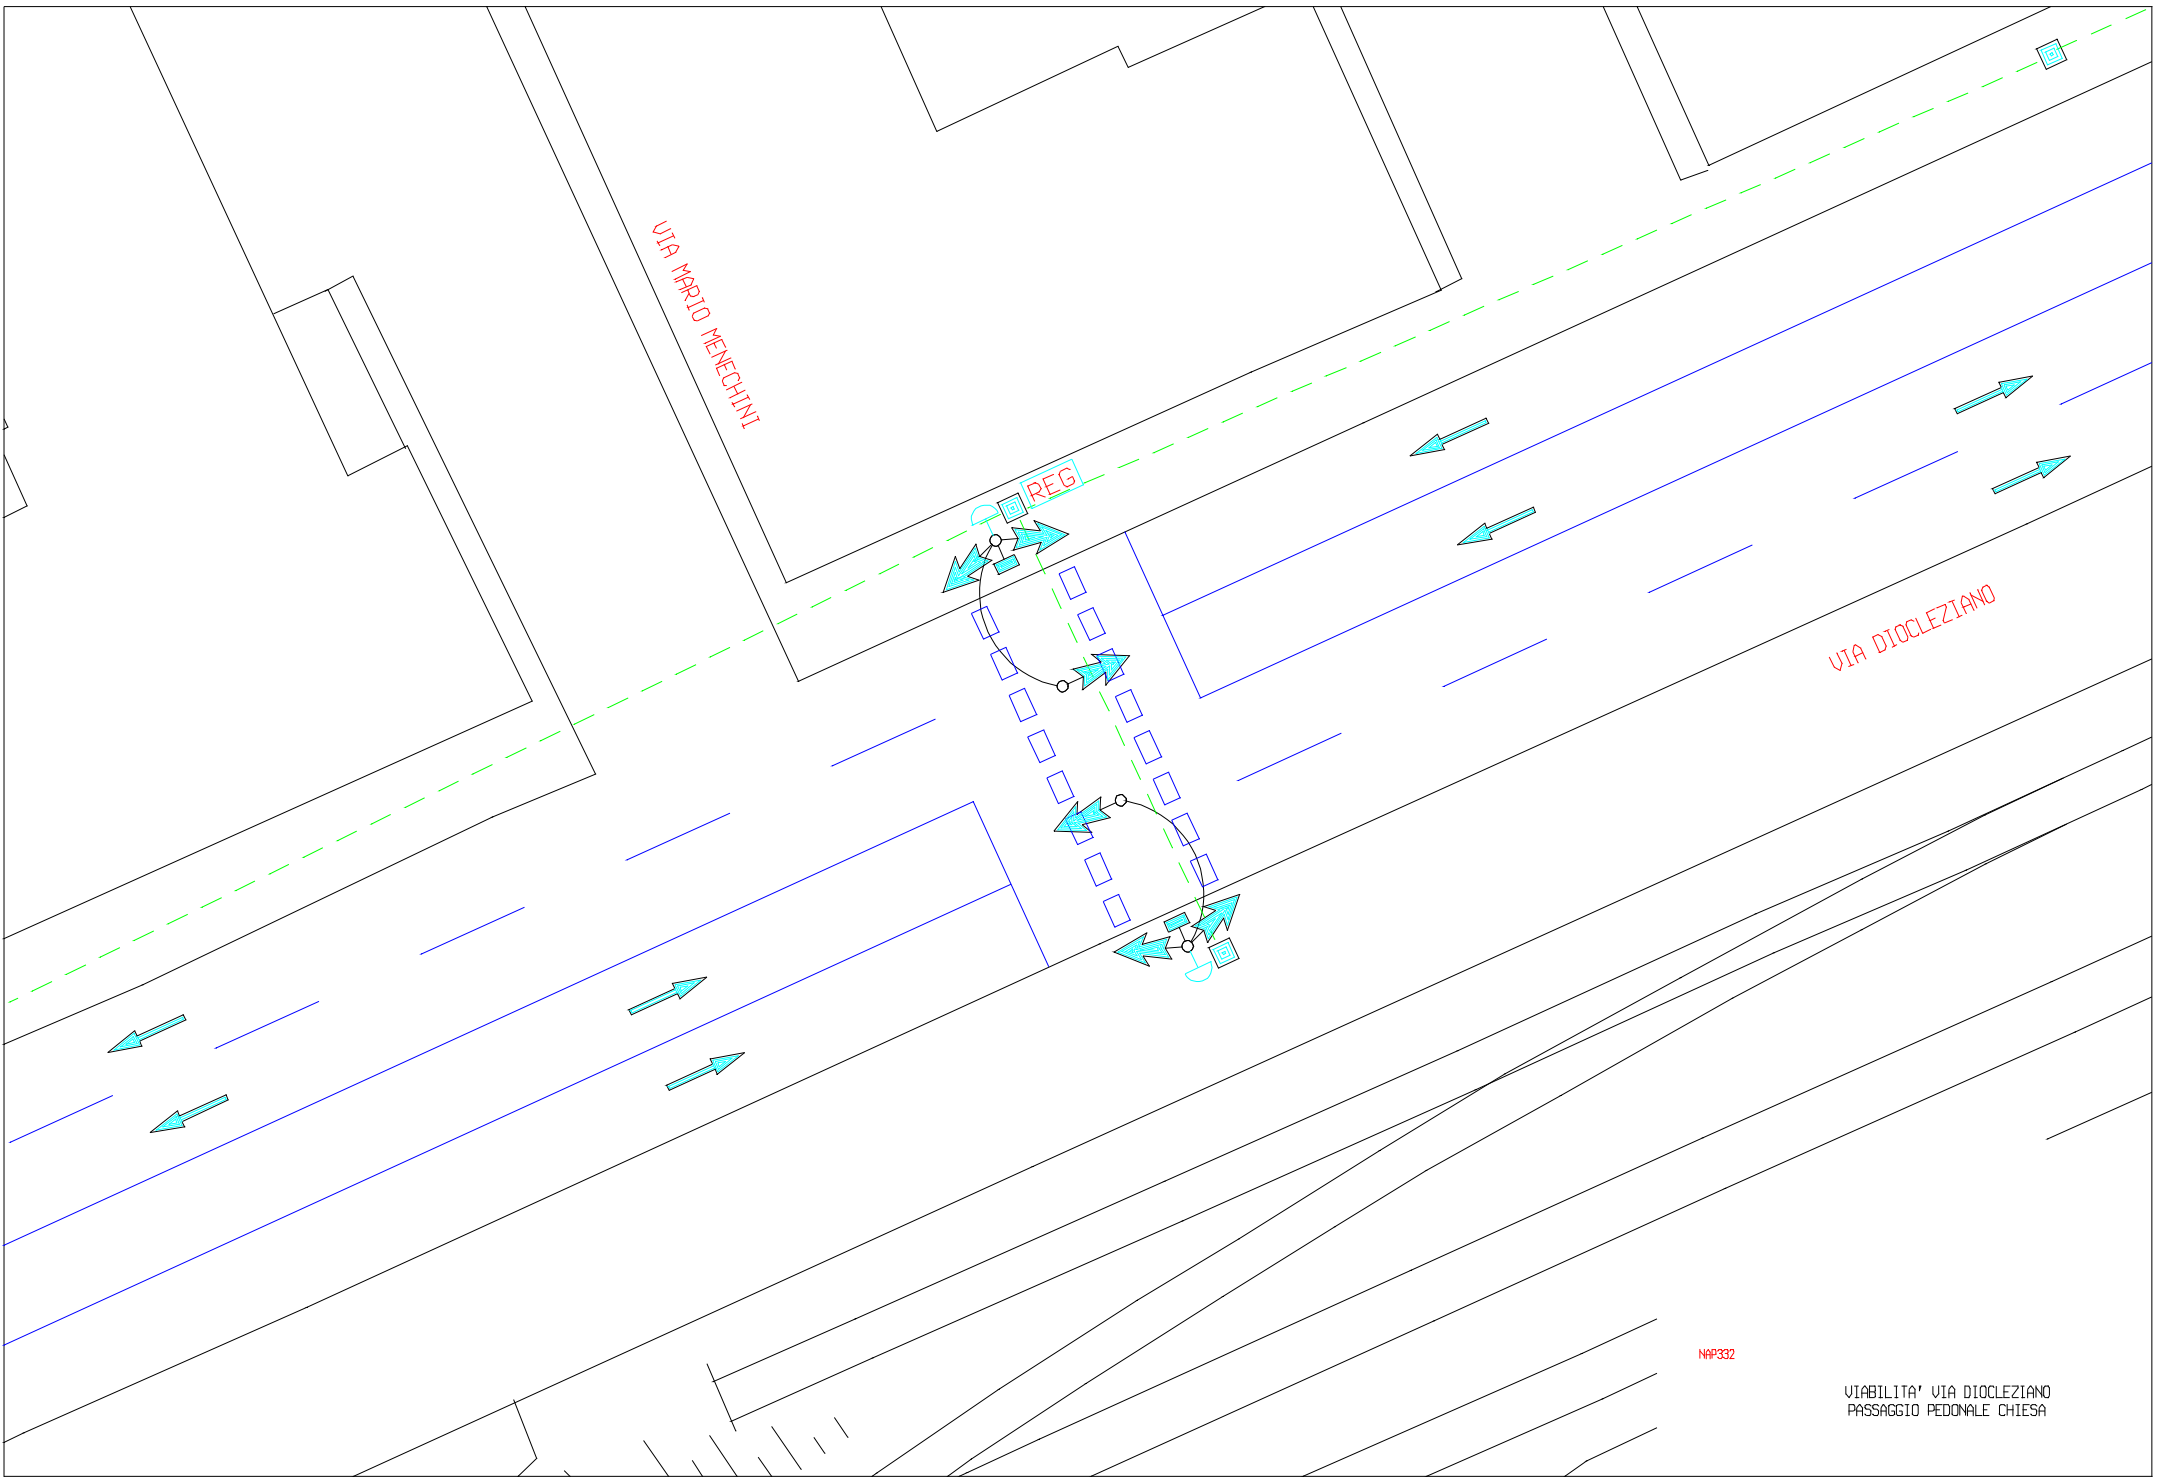 VIA MARIO MENECHINI
REG
VIA DIOCLEZIANO
NAP332
VIABILITA' VIA DIOCLEZIANO
PASSAGGIO PEDONALE CHIESA